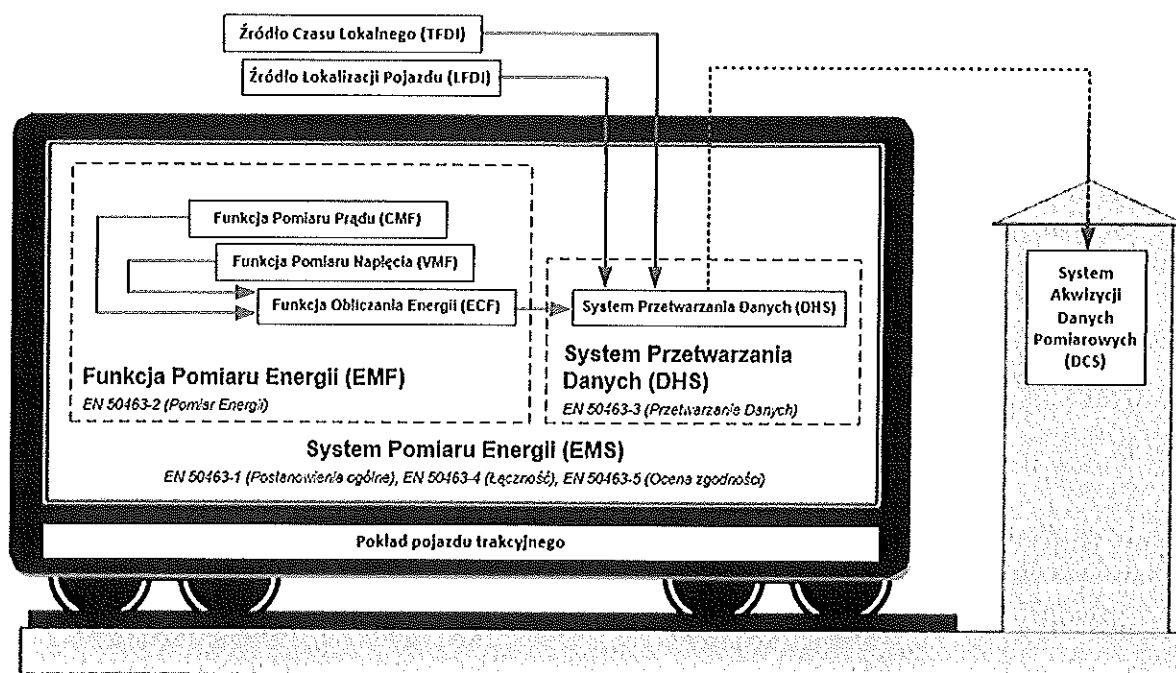 Źródło Czasu Lokalnego (TFDI)
Źródło Lokalizacji Pojazdu (LFDI)
Funkcja Pomiaru Prądu (CMF)
Funkcja Pomiaru Napięcia (VMF)
Funkcja Obliczania Energii (ECF)
Funkcja Pomiaru Energii (EMF)
EN 50463-2 (Pomiar Energii)
System Przetwarzania Danych (DHS)
System Przetwarzania
Danych (DHS)
EN 50463-3 (Przetwarzanie Danych)
System Pomiaru Energii (EMS)
EN 50463-1 (Postanowienia ogólne), EN 50463-4 (Łączność), EN 50463-5 (Ocena zgodności)
Pokład pojazdu trakcyjnego
System
Akwizycji
Danych
Pomiarowych
(DCS)